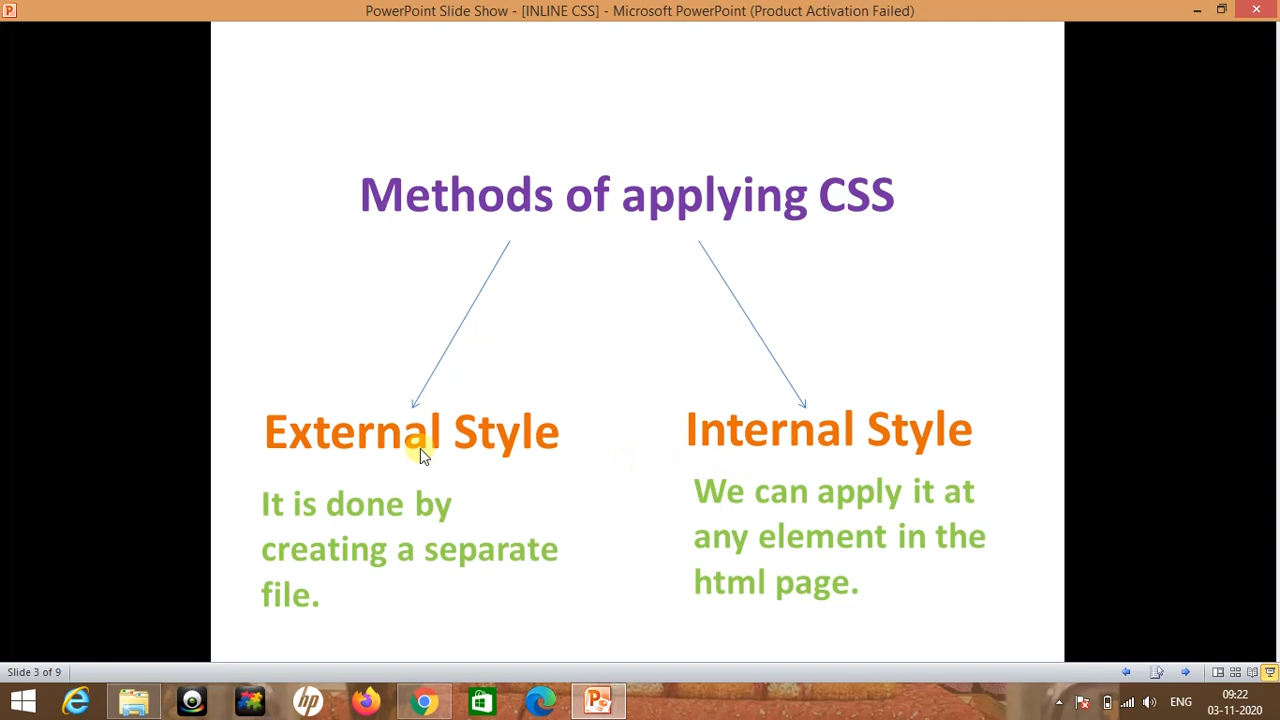 PowerPoint Slide Show - [INLINE CSS] - Microsoft PowerPoint (Product Activation Failed)
Methods of applying CSS
External Style
It is done by
creating a separate
file.
Internal Style
We can apply it at
any element in the
html page.
Slide 3 of 9
hp
ENG
09:22
03-11-2020